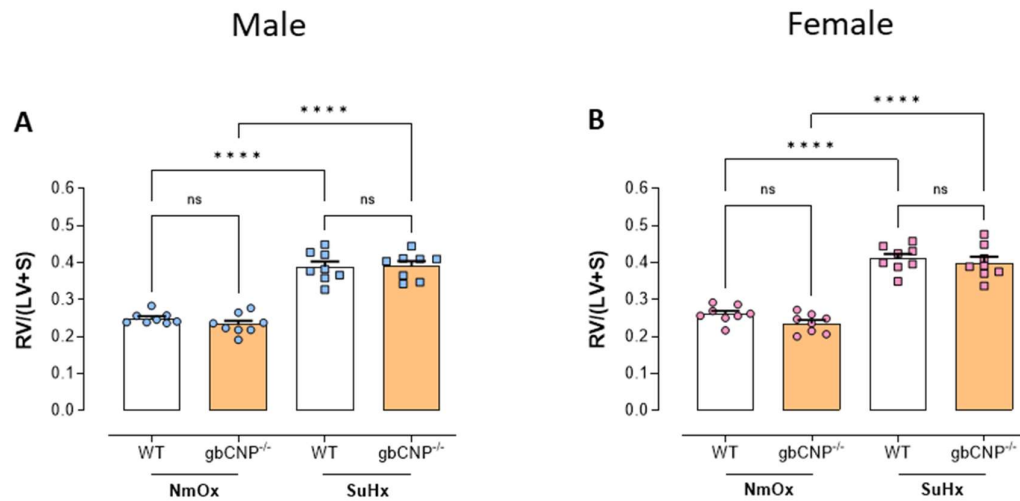 Male
Female
A
B
****
****
****
****
ns
ns
ns
ns
RV/(LV+S)
0.6
0.5
0.4
0.3
0.2
0.1
0.0
RV/(LV+S)
0.6
0.5
0.4
0.3
0.2
0.1
0.0
WT gbCNP⁻/⁻ WT gbCNP⁻/⁻
NmOx SuHx
WT gbCNP⁻/⁻ WT gbCNP⁻/⁻
NmOx SuHx